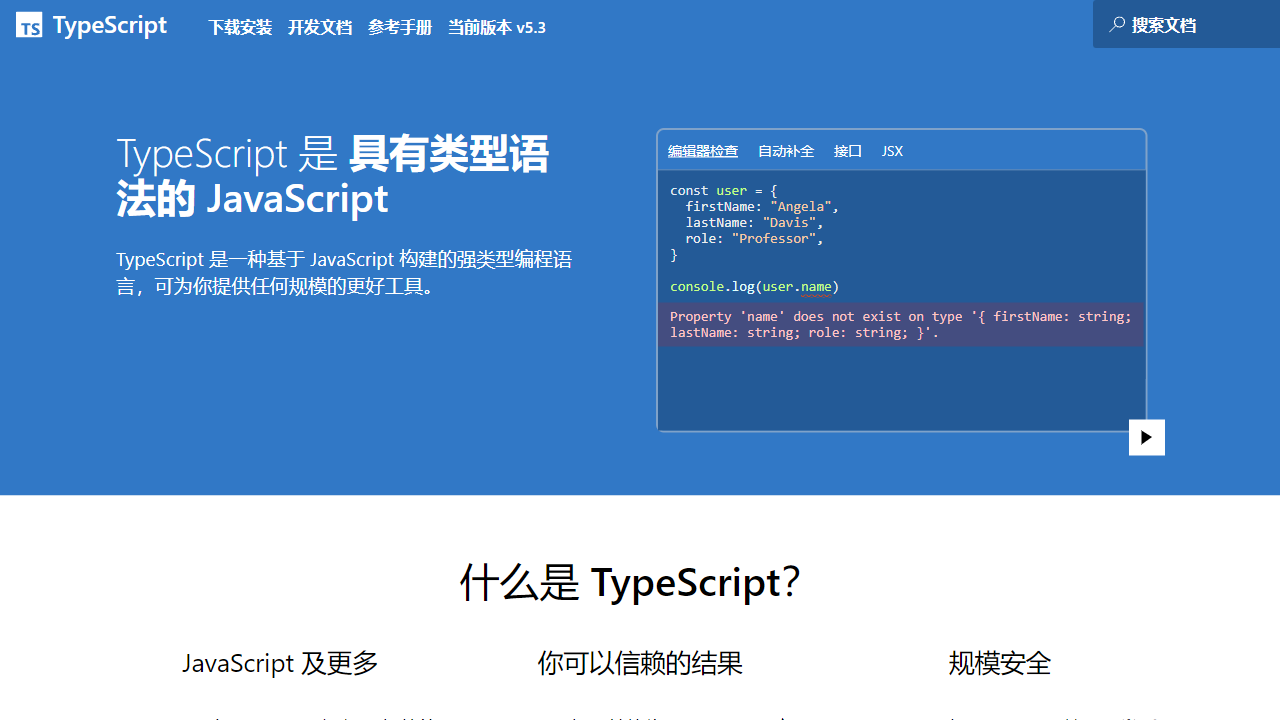 TS TypeScript 下载安装 开发文档 参考手册 当前版本 v5.3 搜索文档
TypeScript 是 具有类型语
法的 JavaScript
TypeScript 是一种基于 JavaScript 构建的强类型编程语
言，可为你提供任何规模的更好工具。
编辑器检查 自动补全 接口 JSX
const user = {
  firstName: "Angela",
  lastName: "Davis",
  role: "Professor",
}
console.log(user.name)
Property 'name' does not exist on type '{ firstName: string;
lastName: string; role: string; }'.
什么是 TypeScript？
JavaScript 及更多 你可以信赖的结果 规模安全